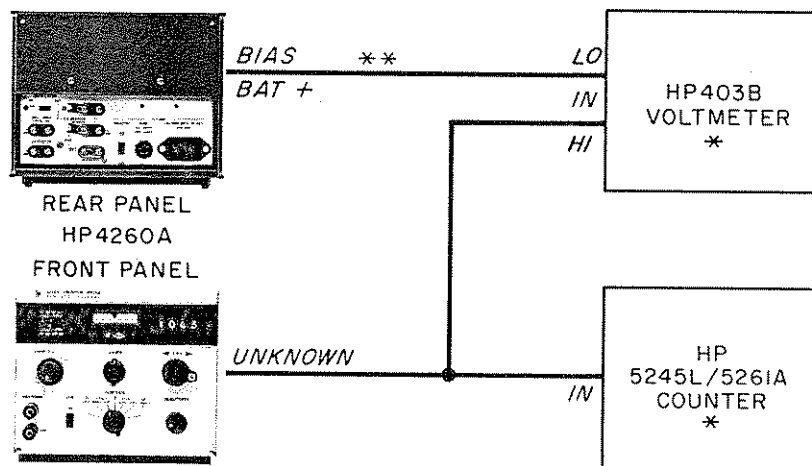 BIAS **
BAT +
LO
IN
HI
HP403B
VOLTMETER
*
REAR PANEL
HP4260A
FRONT PANEL
UNKNOWN
IN
HP
5245L/5261A
COUNTER
*